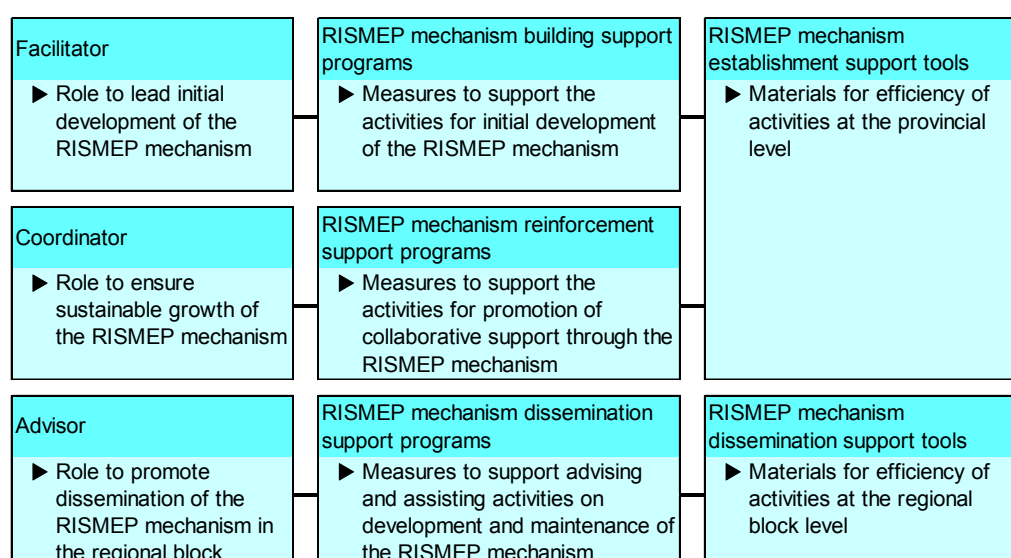 Facilitator
▶ Role to lead initial
development of the
RISMEP mechanism
RISMEP mechanism building support
programs
▶ Measures to support the
activities for initial development
of the RISMEP mechanism
RISMEP mechanism
establishment support tools
▶ Materials for efficiency of
activities at the provincial
level
Coordinator
▶ Role to ensure
sustainable growth of
the RISMEP mechanism
RISMEP mechanism reinforcement
support programs
▶ Measures to support the
activities for promotion of
collaborative support through the
RISMEP mechanism
Advisor
▶ Role to promote
dissemination of the
RISMEP mechanism in
the regional block
RISMEP mechanism dissemination
support programs
▶ Measures to support advising
and assisting activities on
development and maintenance of
the RISMEP mechanism
RISMEP mechanism
dissemination support tools
▶ Materials for efficiency of
activities at the regional
block level